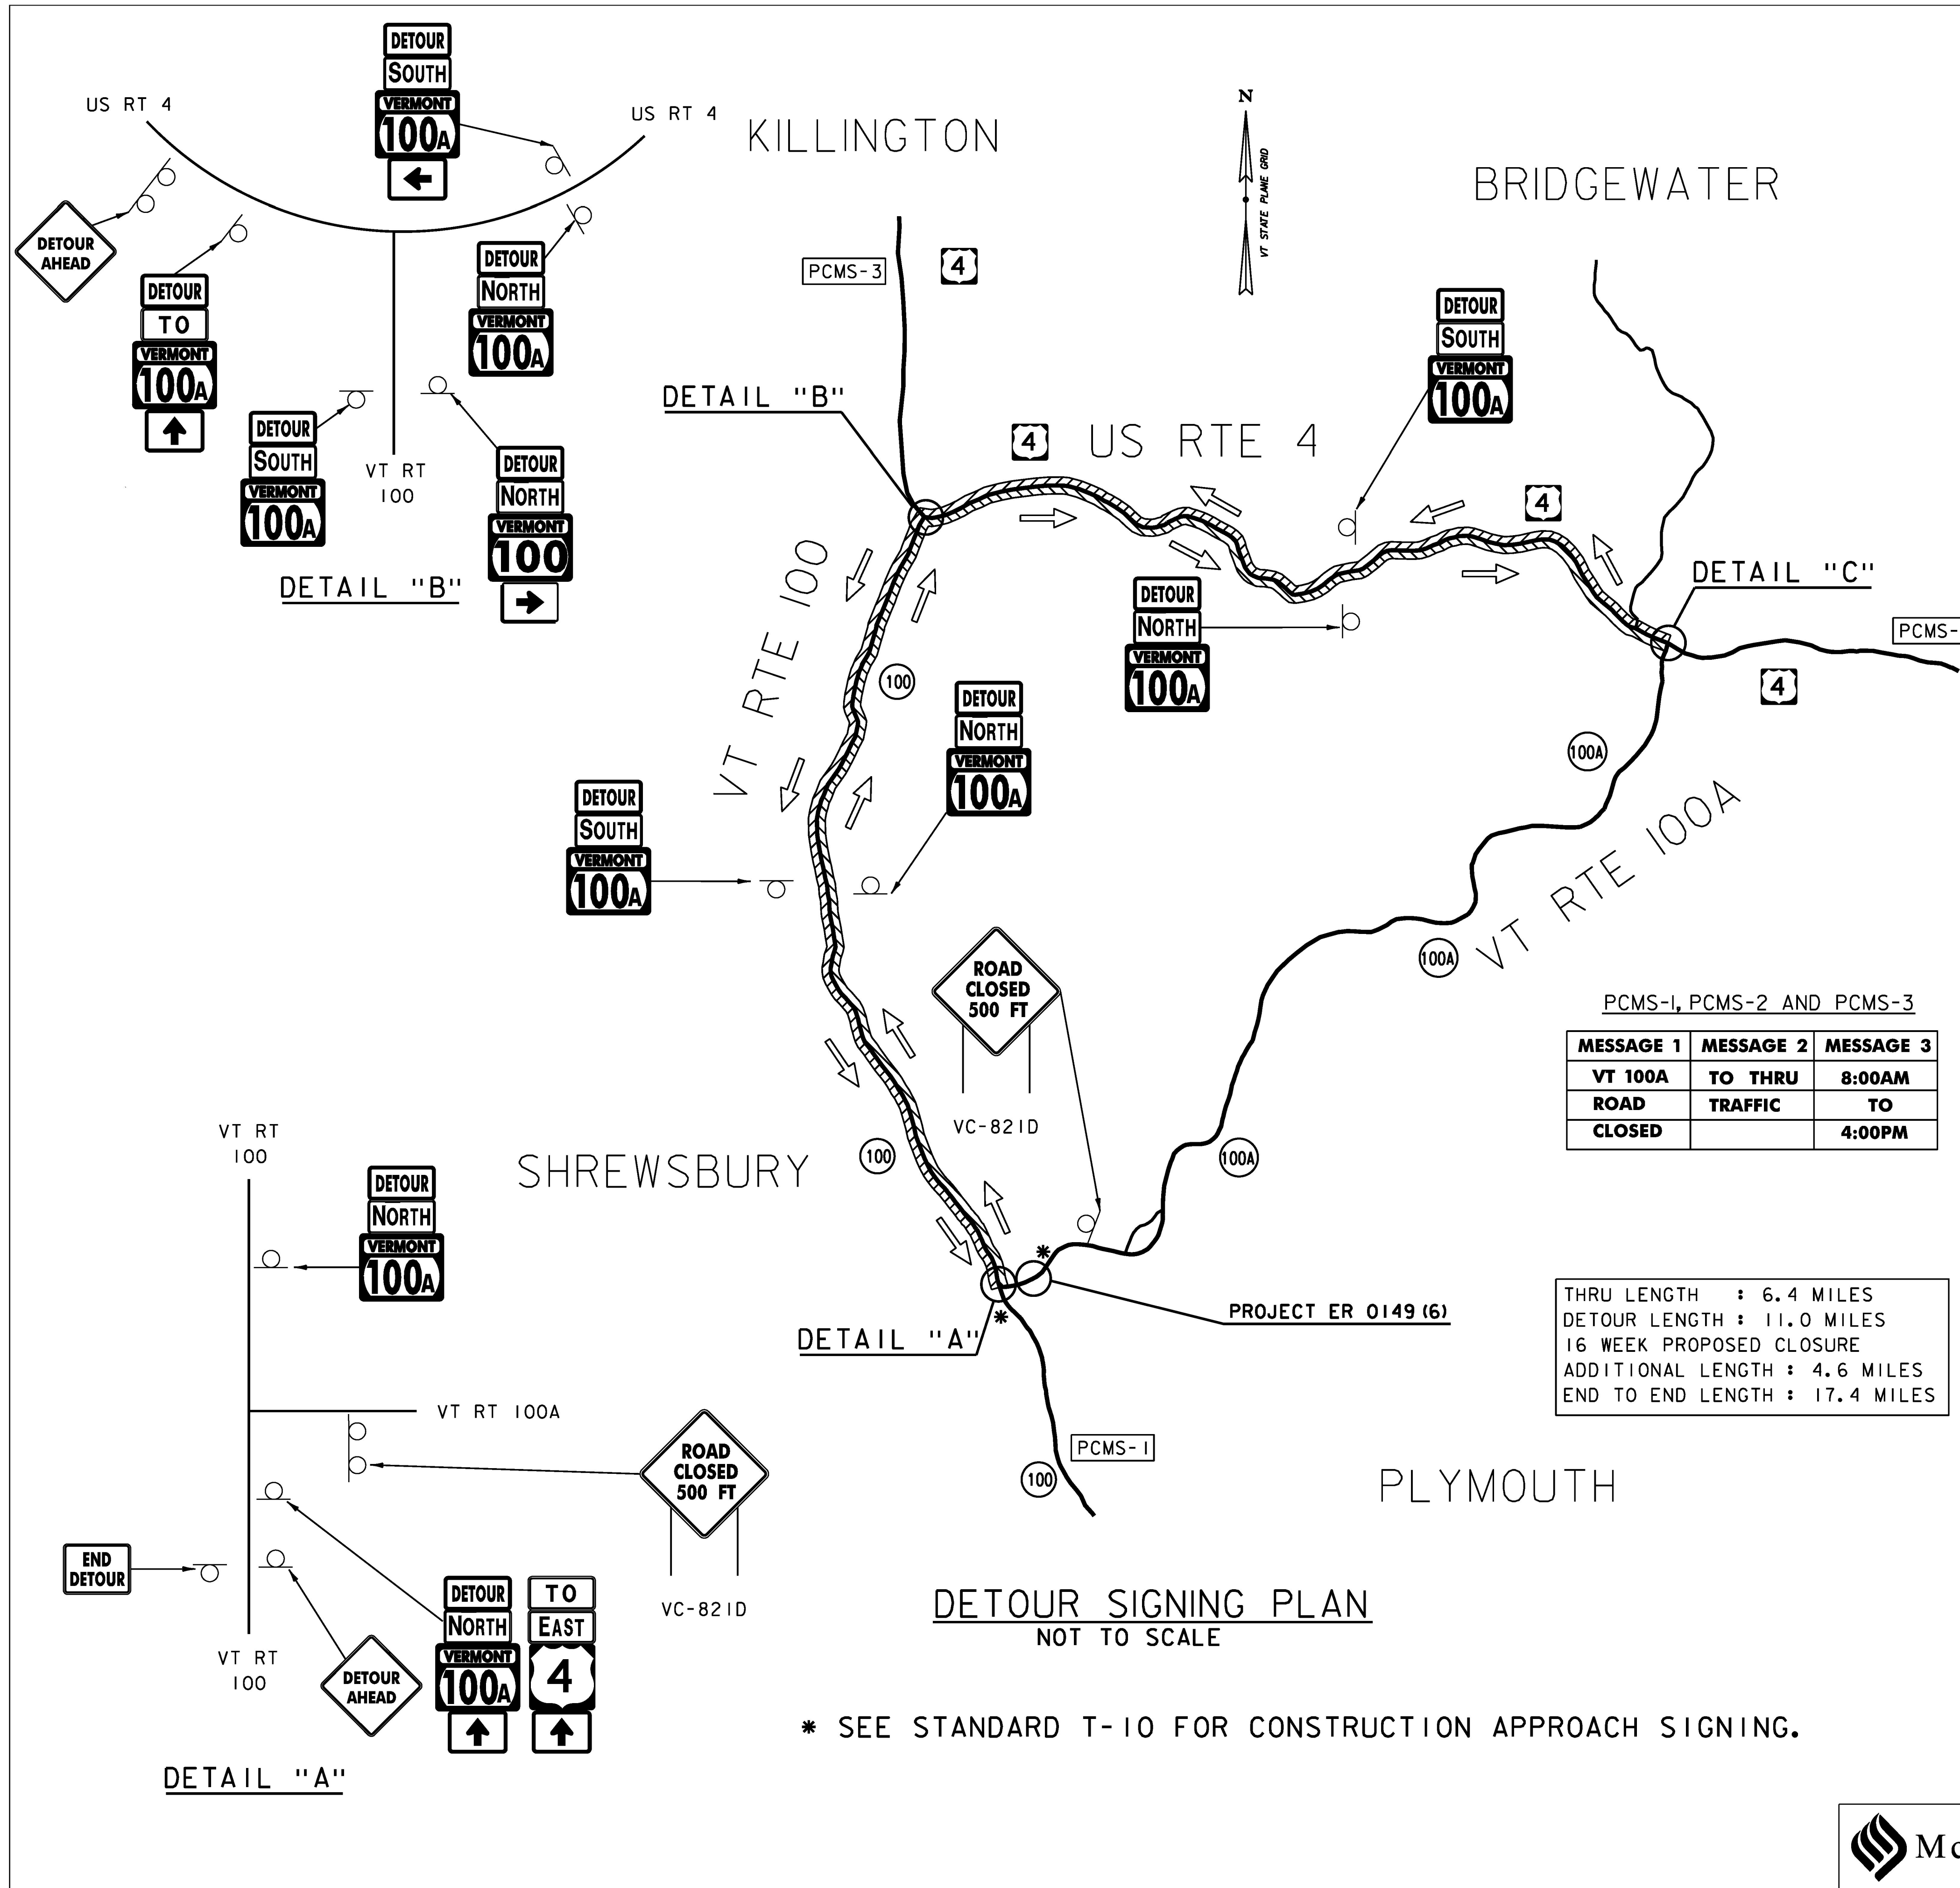 DETOUR
SOUTH
VERMONT
100A
US RT 4
US RT 4
DETOUR
AHEAD
DETOUR
TO
VERMONT
100A
DETOUR
NORTH
VERMONT
100A
DETOUR
SOUTH
VERMONT
100A
VT RT
100
DETOUR
NORTH
VERMONT
100
DETAIL "B"
KILLINGTON
N
VT STATE PLANE GRID
BRIDGEWATER
PCMS-3
4
DETAIL "B"
4
US RTE 4
DETOUR
SOUTH
VERMONT
100A
4
DETAIL "C"
PCMS-
4
DETOUR
NORTH
VERMONT
100A
VT RTE 100
100
DETOUR
NORTH
VERMONT
100A
DETOUR
SOUTH
VERMONT
100A
100A
VT RTE 100A
100A
ROAD
CLOSED
500 FT
VC-821D
100
100A
SHREWSBURY
PCMS-1, PCMS-2 AND PCMS-3
MESSAGE 1 MESSAGE 2 MESSAGE 3
VT 100A TO THRU 8:00AM
ROAD TRAFFIC TO
CLOSED 4:00PM
*
*
PROJECT ER 0149(6)
DETAIL "A"
THRU LENGTH : 6.4 MILES
DETOUR LENGTH : 11.0 MILES
16 WEEK PROPOSED CLOSURE
ADDITIONAL LENGTH : 4.6 MILES
END TO END LENGTH : 17.4 MILES
PCMS-1
100
PLYMOUTH
VT RT
100
DETOUR
NORTH
VERMONT
100A
VT RT 100A
ROAD
CLOSED
500 FT
VC-821D
END
DETOUR
VT RT
100
DETOUR
AHEAD
DETOUR
NORTH
VERMONT
100A
TO
EAST
4
DETAIL "A"
DETOUR SIGNING PLAN
NOT TO SCALE
* SEE STANDARD T-10 FOR CONSTRUCTION APPROACH SIGNING.